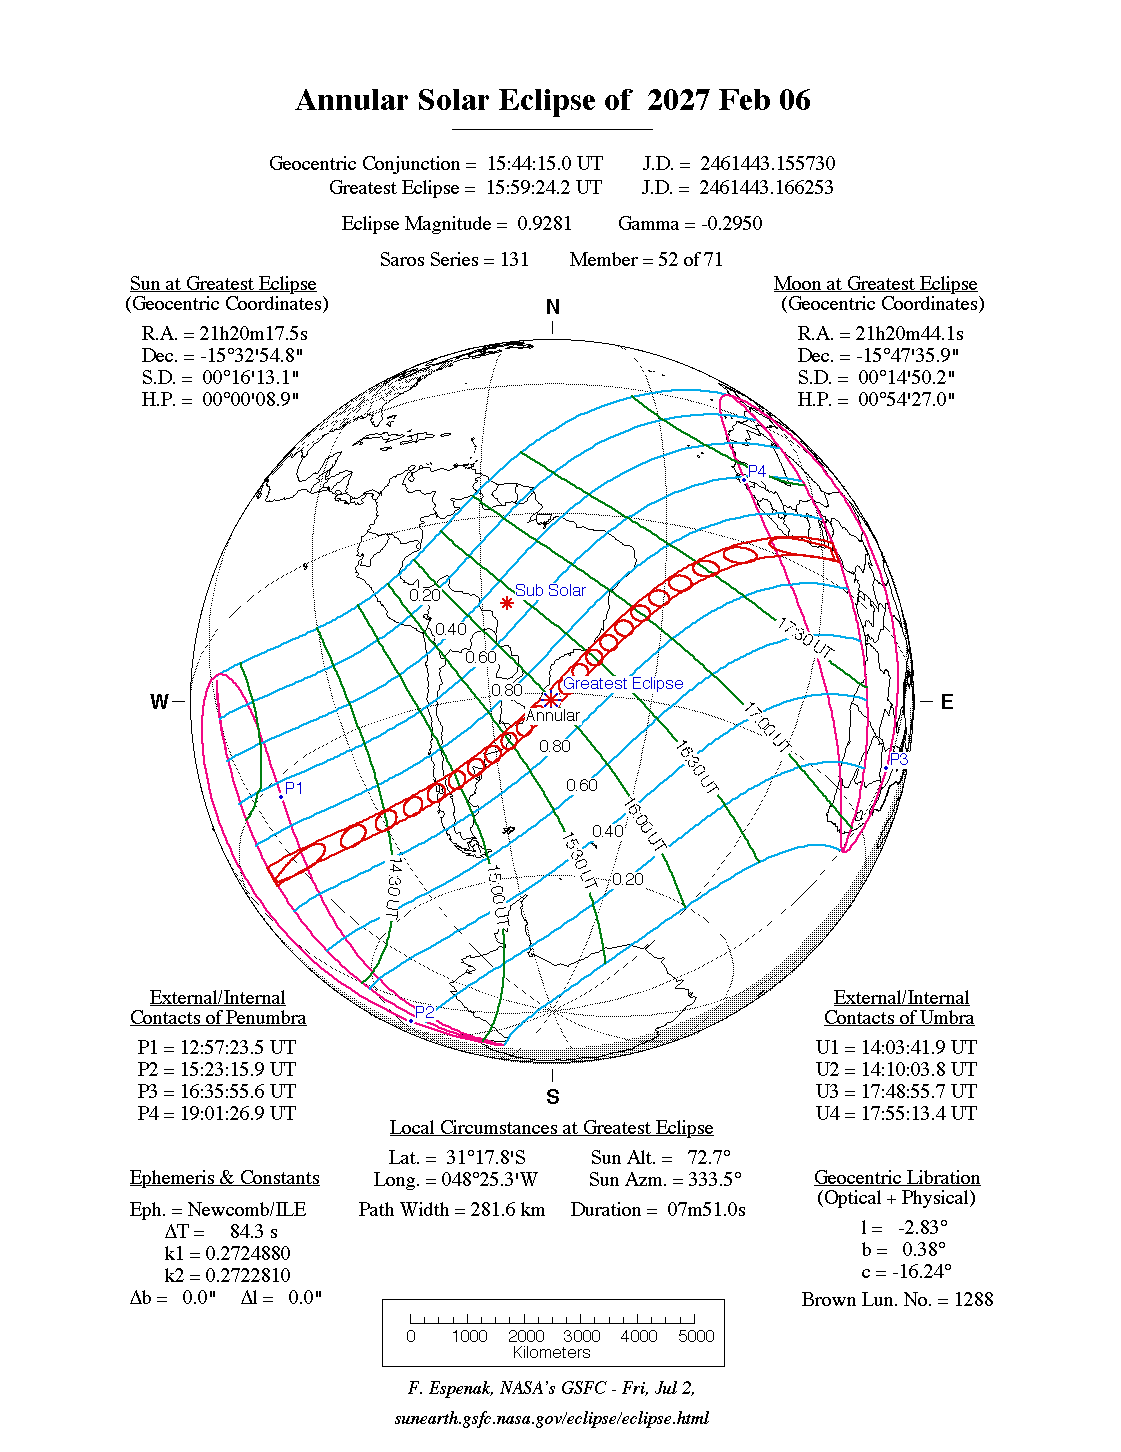 Annular Solar Eclipse of 2027 Feb 06
Geocentric Conjunction = 15:44:15.0 UT J.D. = 2461443.155730
Greatest Eclipse = 15:59:24.2 UT J.D. = 2461443.166253
Eclipse Magnitude = 0.9281 Gamma = -0.2950
Saros Series = 131 Member = 52 of 71
Sun at Greatest Eclipse
(Geocentric Coordinates)
R.A. = 21h20m17.5s
Dec. = -15°32'54.8"
S.D. = 00°16'13.1"
H.P. = 00°00'08.9"
Moon at Greatest Eclipse
(Geocentric Coordinates)
R.A. = 21h20m44.1s
Dec. = -15°47'35.9"
S.D. = 00°14'50.2"
H.P. = 00°54'27.0"
N
P4
Sub Solar
0.20
0.40
0.60
0.80
Greatest Eclipse
Annular
W
E
0.80
0.60
0.40
0.20
P1
P3
P2
14:30 UT
15:00 UT
15:30 UT
16:00 UT
16:30 UT
17:00 UT
17:30 UT
S
External/Internal
Contacts of Penumbra
P1 = 12:57:23.5 UT
P2 = 15:23:15.9 UT
P3 = 16:35:55.6 UT
P4 = 19:01:26.9 UT
External/Internal
Contacts of Umbra
U1 = 14:03:41.9 UT
U2 = 14:10:03.8 UT
U3 = 17:48:55.7 UT
U4 = 17:55:13.4 UT
Local Circumstances at Greatest Eclipse
Lat. = 31°17.8'S Sun Alt. = 72.7°
Long. = 048°25.3'W Sun Azm. = 333.5°
Path Width = 281.6 km Duration = 07m51.0s
Ephemeris & Constants
Eph. = Newcomb/ILE
ΔT = 84.3 s
k1 = 0.2724880
k2 = 0.2722810
Δb = 0.0" Δl = 0.0"
Geocentric Libration
(Optical + Physical)
l = -2.83°
b = 0.38°
c = -16.24°
Brown Lun. No. = 1288
0 1000 2000 3000 4000 5000
Kilometers
F. Espenak, NASA's GSFC - Fri, Jul 2,
sunearth.gsfc.nasa.gov/eclipse/eclipse.html